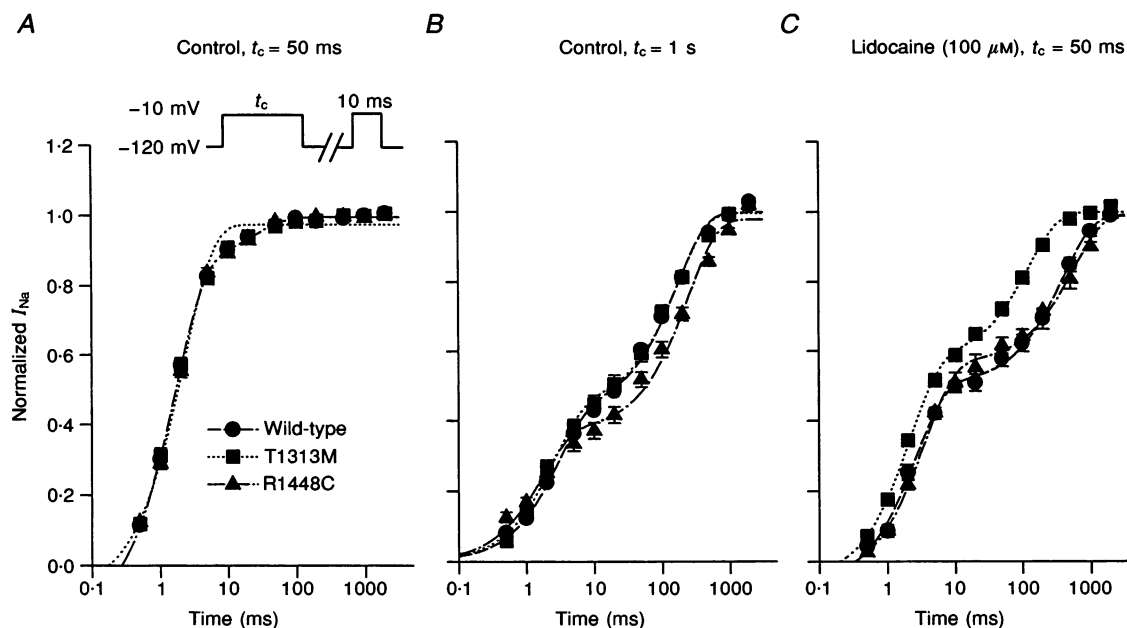 A
Control, tc = 50 ms
−10 mV
tc
10 ms
−120 mV
Normalized INa
1·2
1·0
0·8
0·6
0·4
0·2
0·0
Wild-type
T1313M
R1448C
0·1 1 10 100 1000
Time (ms)
B
Control, tc = 1 s
0·1 1 10 100 1000
Time (ms)
C
Lidocaine (100 μM), tc = 50 ms
0·1 1 10 100 1000
Time (ms)